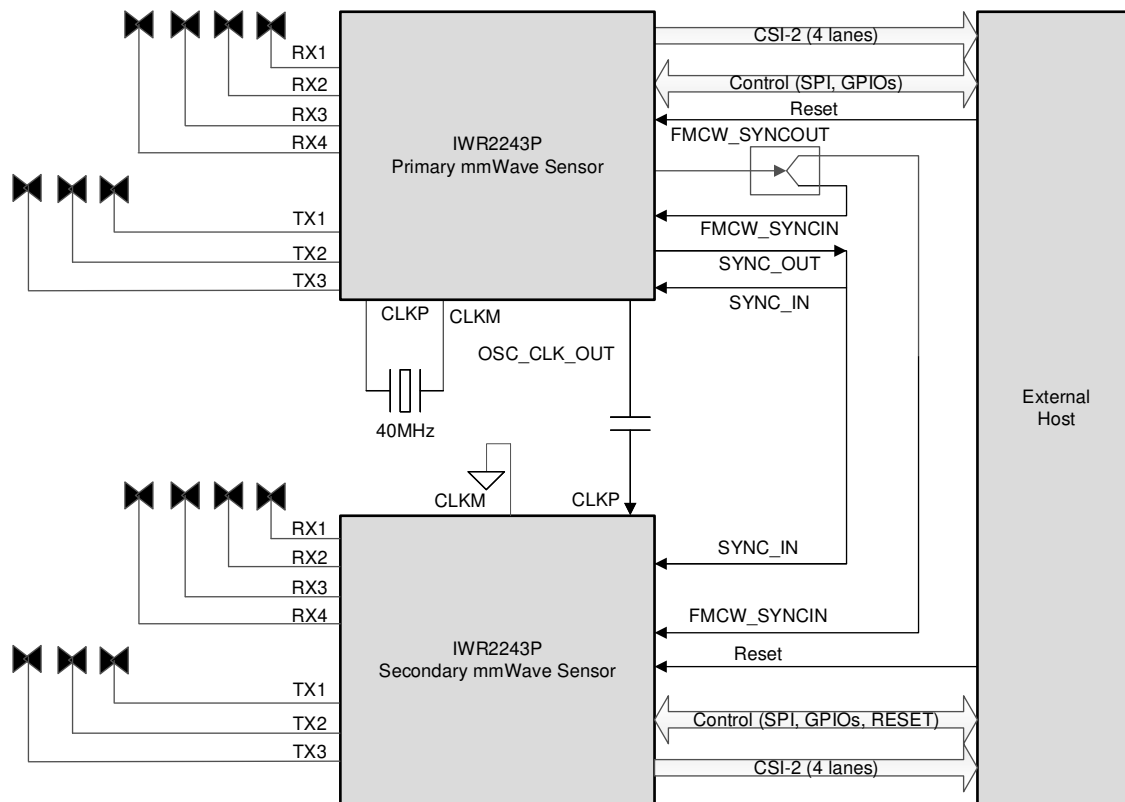 CSI-2 (4 lanes)
RX1
Control (SPI, GPIOs)
RX2
Reset
RX3
FMCW_SYNCOUT
RX4
IWR2243P
Primary mmWave Sensor
TX1
FMCW_SYNCIN
TX2
SYNC_OUT
TX3
SYNC_IN
CLKP
CLKM
OSC_CLK_OUT
External
Host
40MHz
CLKM
CLKP
RX1
SYNC_IN
RX2
RX3
RX4
FMCW_SYNCIN
IWR2243P
Secondary mmWave Sensor
Reset
TX1
TX2
Control (SPI, GPIOs, RESET)
TX3
CSI-2 (4 lanes)